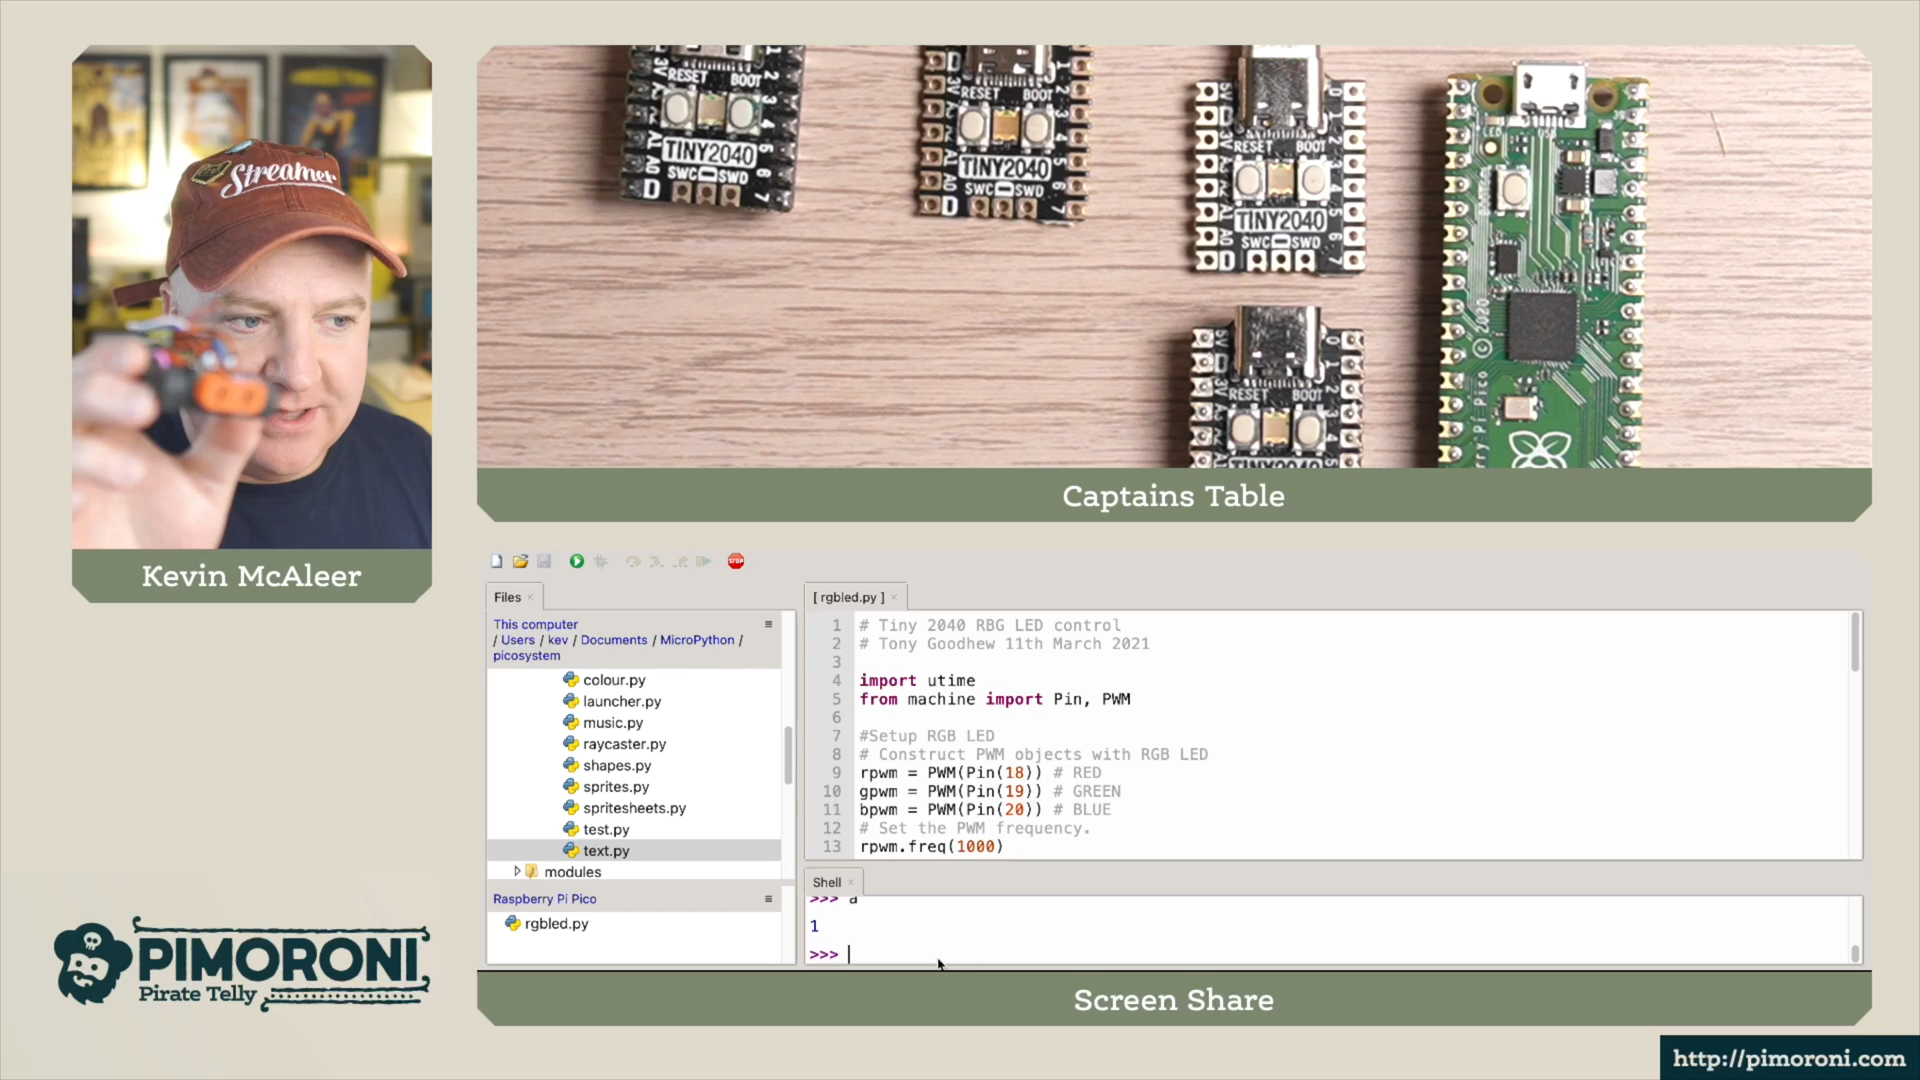 Streamer
Kevin McAleer
RESET BOOT
TINY2040
SWC SWD
RESET BOOT
TINY2040
SWC SWD
RESET BOOT
TINY2040
SWC SWD
RESET BOOT
TINY2040
LED
USB
© 2020
Captains Table
Files
This computer
/ Users / kev / Documents / MicroPython /
picosystem
colour.py
launcher.py
music.py
raycaster.py
shapes.py
sprites.py
spritesheets.py
test.py
text.py
modules
Raspberry Pi Pico
rgbled.py
[ rgbled.py ]
1 # Tiny 2040 RBG LED control
2 # Tony Goodhew 11th March 2021
3
4 import utime
5 from machine import Pin, PWM
6
7 #Setup RGB LED
8 # Construct PWM objects with RGB LED
9 rpwm = PWM(Pin(18)) # RED
10 gpwm = PWM(Pin(19)) # GREEN
11 bpwm = PWM(Pin(20)) # BLUE
12 # Set the PWM frequency.
13 rpwm.freq(1000)
Shell
>>> a
1
>>>
STOP
Screen Share
PIMORONI
Pirate Telly
http://pimoroni.com